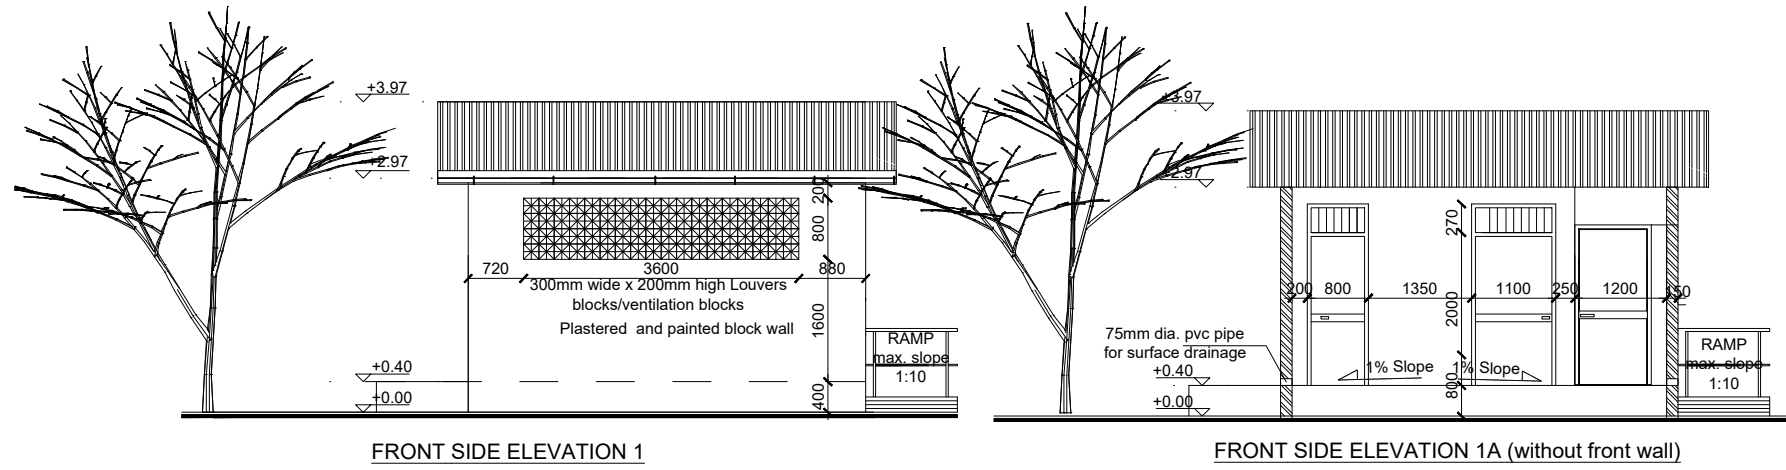 +3.97
+2.97
200
800
720 3600 880
300mm wide x 200mm high Louvers
blocks/ventilation blocks
Plastered and painted block wall
1600
RAMP
max. slope
1:10
+0.40
+0.00
400
FRONT SIDE ELEVATION 1
+3.97
+2.97
270
200 800 1350 1100 250 1200 150
2000
75mm dia. pvc pipe
for surface drainage
RAMP
max. slope
1:10
1% Slope 1% Slope
+0.40
+0.00
800
FRONT SIDE ELEVATION 1A (without front wall)